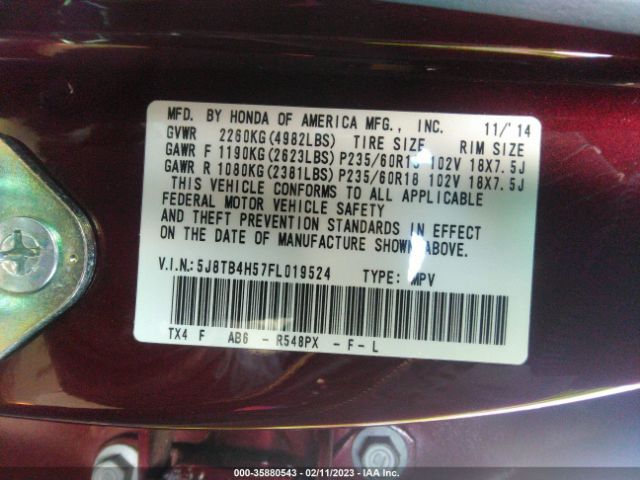 MFD. BY HONDA OF AMERICA MFG., INC. 11/'14
GVWR 2260KG(4982LBS) TIRE SIZE RIM SIZE
GAWR F 1190KG(2623LBS) P235/60R18 102V 18X7.5J
GAWR R 1080KG(2381LBS) P235/60R18 102V 18X7.5J
THIS VEHICLE CONFORMS TO ALL APPLICABLE
FEDERAL MOTOR VEHICLE SAFETY
AND THEFT PREVENTION STANDARDS IN EFFECT
ON THE DATE OF MANUFACTURE SHOWN ABOVE.
V.I.N.:5J8TB4H57FL019524 TYPE: MPV
TX4 F AB6 - R548PX - F - L
000-35880543 - 02/11/2023 - IAA Inc.